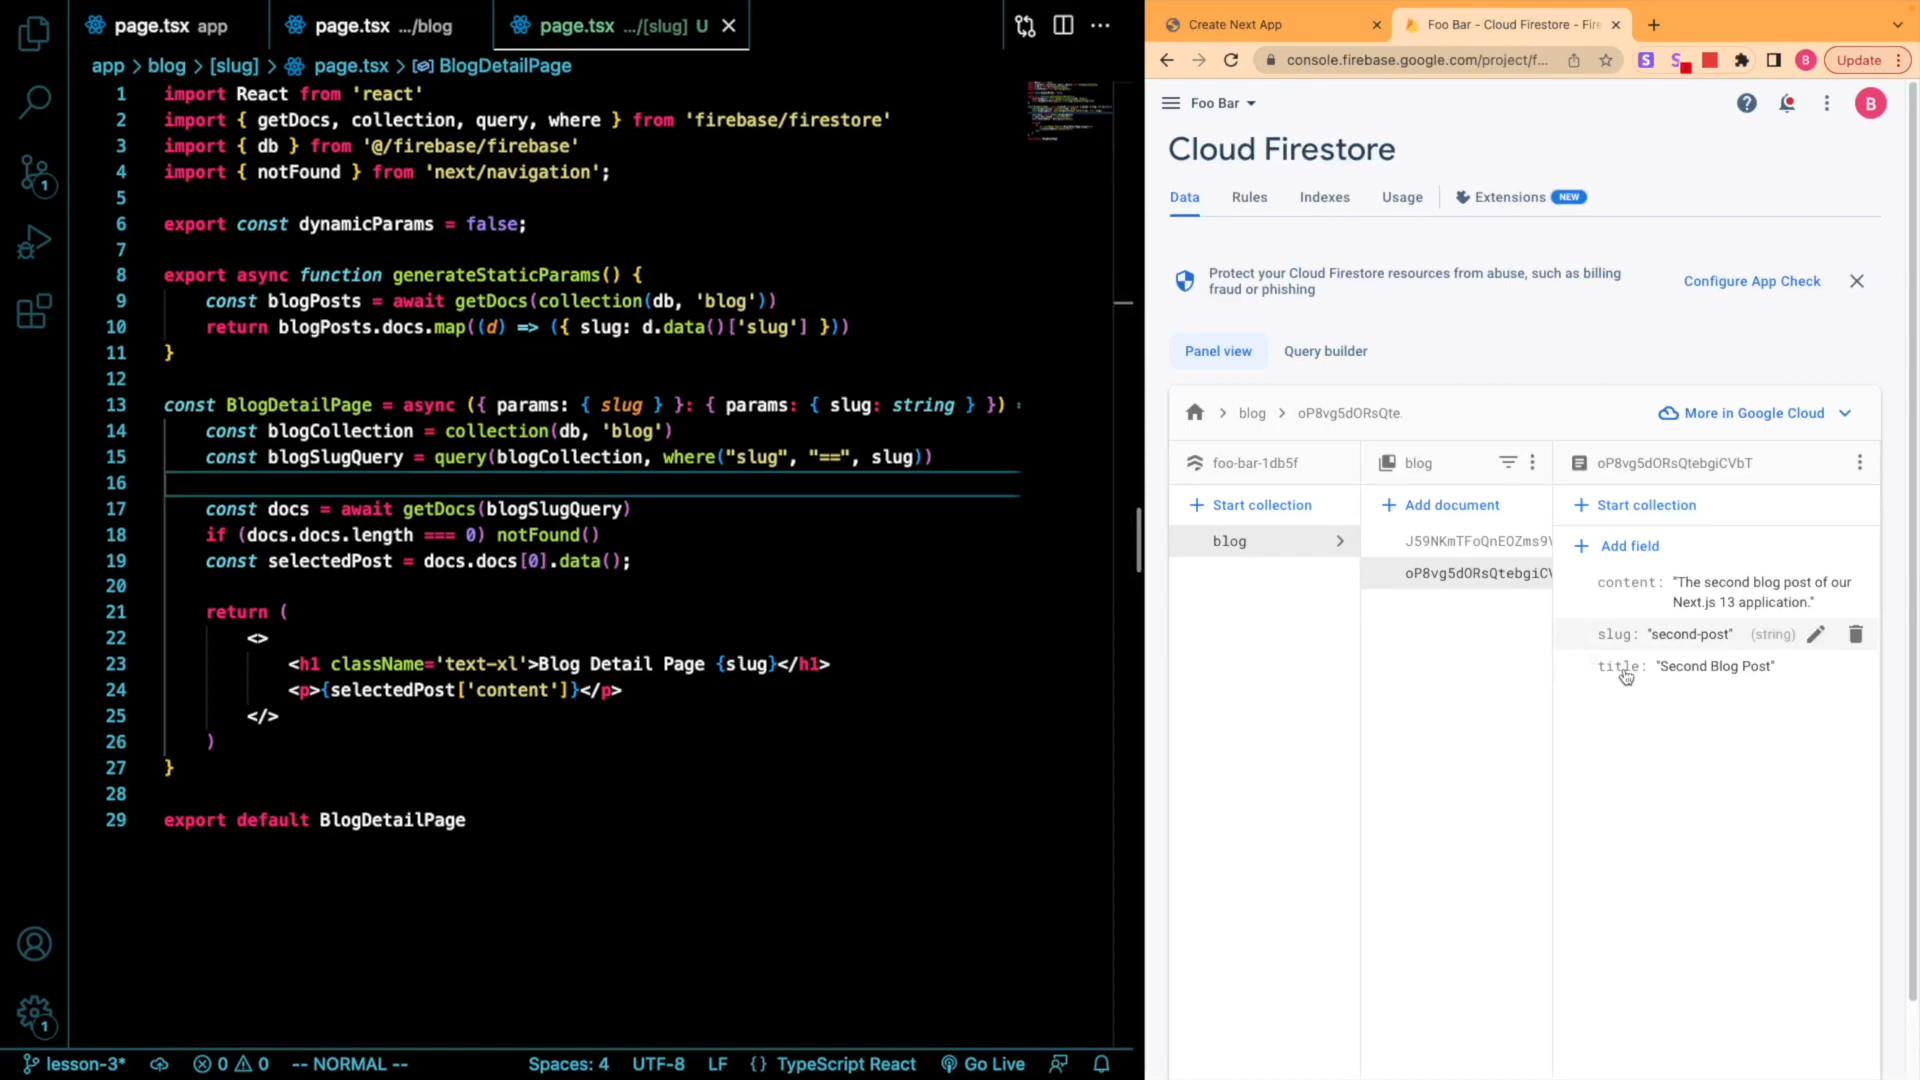 page.tsx app
page.tsx .../blog
page.tsx .../[slug] U
app > blog > [slug] > page.tsx > BlogDetailPage
1 import React from 'react'
2 import { getDocs, collection, query, where } from 'firebase/firestore'
3 import { db } from '@/firebase/firebase'
4 import { notFound } from 'next/navigation';
5
6 export const dynamicParams = false;
7
8 export async function generateStaticParams() {
9 const blogPosts = await getDocs(collection(db, 'blog'))
10 return blogPosts.docs.map((d) => ({ slug: d.data()['slug'] }))
11 }
12
13 const BlogDetailPage = async ({ params: { slug } }: { params: { slug: string } })
14 const blogCollection = collection(db, 'blog')
15 const blogSlugQuery = query(blogCollection, where("slug", "==", slug))
16
17 const docs = await getDocs(blogSlugQuery)
18 if (docs.docs.length === 0) notFound()
19 const selectedPost = docs.docs[0].data();
20
21 return (
22 <>
23 <h1 className='text-xl'>Blog Detail Page {slug}</h1>
24 <p>{selectedPost['content']}</p>
25 </>
26 )
27 }
28
29 export default BlogDetailPage
1
1
lesson-3* 0 0 -- NORMAL -- Spaces: 4 UTF-8 LF {} TypeScript React Go Live
Create Next App
Foo Bar - Cloud Firestore - Fire
console.firebase.google.com/project/f...
S
B
Update
Foo Bar
B
Cloud Firestore
Data Rules Indexes Usage Extensions NEW
Protect your Cloud Firestore resources from abuse, such as billing
fraud or phishing
Configure App Check
Panel view Query builder
blog > oP8vg5dORsQte.
More in Google Cloud
foo-bar-1db5f
blog
oP8vg5dORsQtebgiCVbT
+ Start collection
+ Add document
+ Start collection
blog
J59NKmTFoQnEOZms9V
oP8vg5dORsQtebgiCV
+ Add field
content: "The second blog post of our
Next.js 13 application."
slug: "second-post" (string)
title: "Second Blog Post"